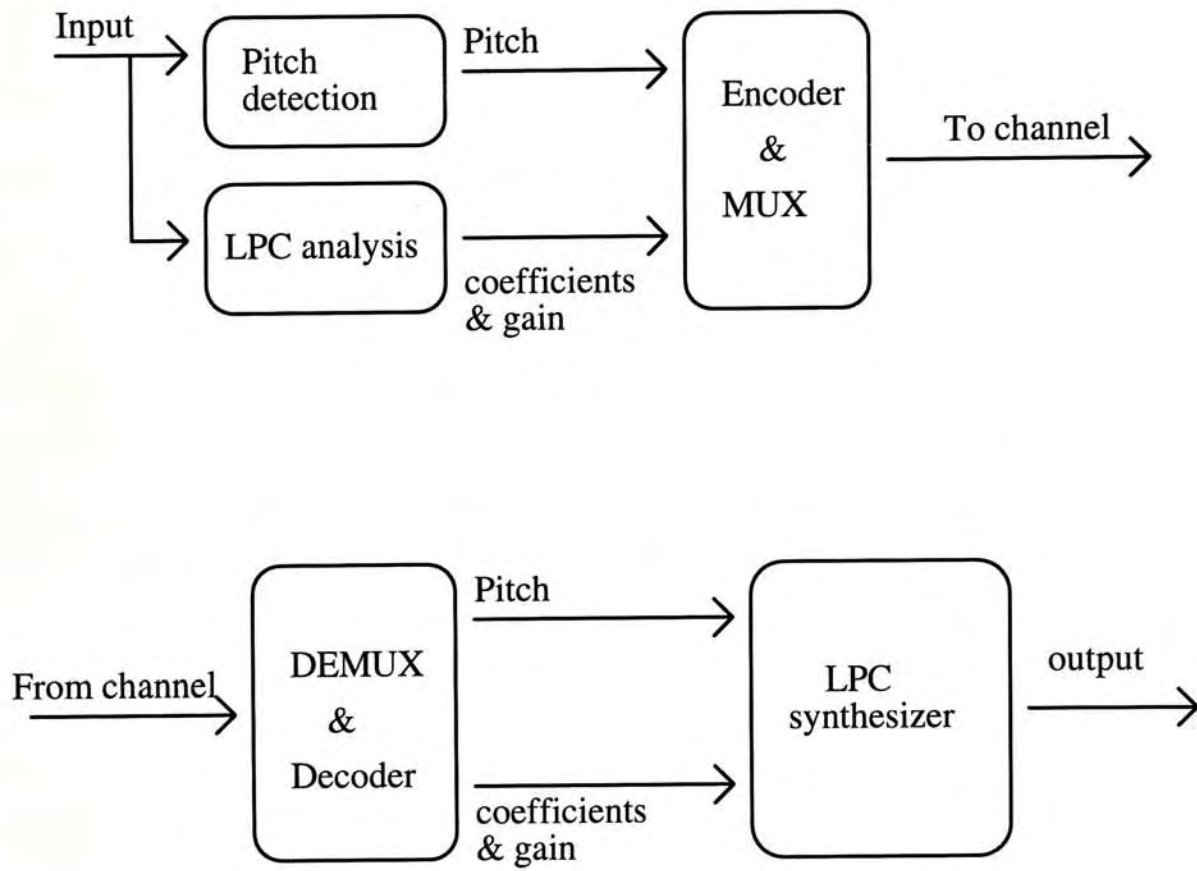 Input
Pitch
detection
Pitch
Encoder
&
MUX
To channel
LPC analysis
coefficients
& gain
From channel
DEMUX
&
Decoder
Pitch
coefficients
& gain
LPC
synthesizer
output